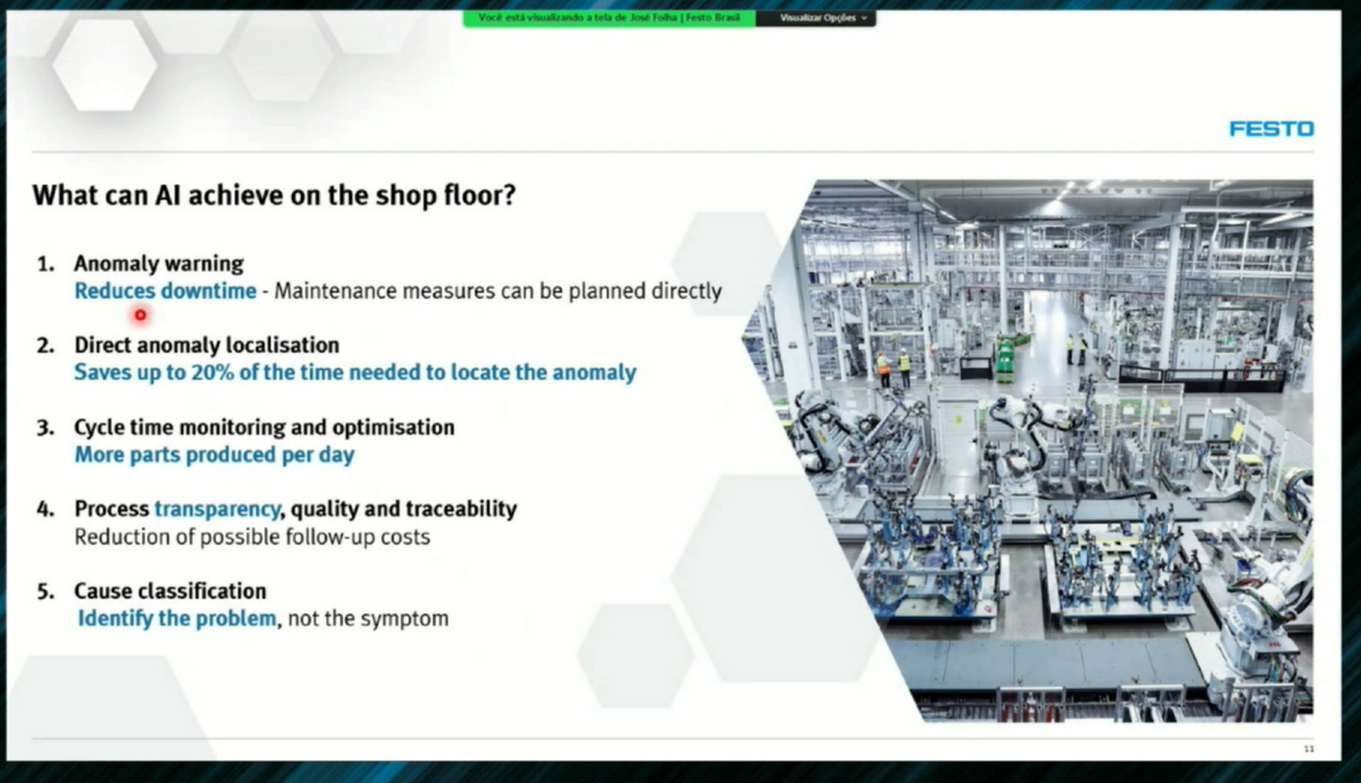 Você está visualizando a tela de José Folha | Festo Brasil
Visualizar Opções
FESTO
What can AI achieve on the shop floor?
1. Anomaly warning
Reduces downtime - Maintenance measures can be planned directly
2. Direct anomaly localisation
Saves up to 20% of the time needed to locate the anomaly
3. Cycle time monitoring and optimisation
More parts produced per day
4. Process transparency, quality and traceability
Reduction of possible follow-up costs
5. Cause classification
Identify the problem, not the symptom
11